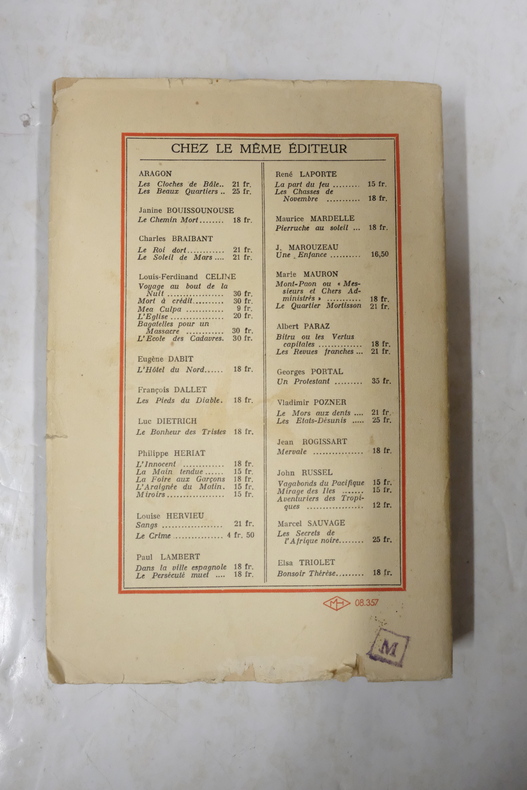 CHEZ LE MÊME ÉDITEUR
ARAGON
Les Cloches de Bâle.. 21 fr.
Les Beaux Quartiers .. 25 fr.
Janine BOUISSOUNOUSE
Le Chemin Mort....... 18 fr.
Charles BRAIBANT
Le Roi dort............ 21 fr.
Le Soleil de Mars .... 21 fr.
Louis-Ferdinand CELINE
Voyage au bout de la
Nuit .................. 30 fr.
Mort à crédit.......... 30 fr.
Mea Culpa ............. 9 fr.
L'Eglise ................ 20 fr.
Bagatelles pour un
Massacre ............ 30 fr.
L'Ecole des Cadavres. 30 fr.
Eugène DABIT
L'Hôtel du Nord...... 18 fr.
François DALLET
Les Pieds du Diable. 18 fr.
Luc DIETRICH
Le Bonheur des Tristes 18 fr.
Philippe HERIAT
L'Innocent ............. 18 fr.
La Main tendue...... 15 fr.
La Foire aux Garçons 18 fr.
L'Araignée du Matin. 15 fr.
Miroirs.................. 15 fr.
Louise HERVIEU
Sangs .................... 21 fr.
Le Crime ................ 4 fr. 50
Paul LAMBERT
Dans la ville espagnole 18 fr.
Le Persécuté muet .... 18 fr.
René LAPORTE
La part du feu ......... 15 fr.
Les Chasses de
Novembre ........... 18 fr.
Maurice MARDELLE
Pierruche au soleil ... 18 fr.
J. MAROUZEAU
Une Enfance .......... 16,50
Marie MAURON
Mont-Paon ou « Mes-
sieurs et Chers Ad-
ministrés » .......... 18 fr.
Le Quartier Mortisson 21 fr.
Albert PARAZ
Bitru ou les Vertus
capitales .............. 18 fr.
Les Revues franches ... 21 fr.
Georges PORTAL
Un Protestant ......... 35 fr.
Vladimir POZNER
Le Mors aux dents .... 21 fr.
Les Etats-Désunis ..... 25 fr.
Jean ROGISSART
Mervale ................ 18 fr.
John RUSSEL
Vagabonds du Pacifique 15 fr.
Mirage des Iles ....... 15 fr.
Aventuriers des Tropi-
ques ................. 12 fr.
Marcel SAUVAGE
Les Secrets de
l'Afrique noire........ 25 fr.
Elsa TRIOLET
Bonsoir Thérèse......... 18 fr.
MH 08.357
M